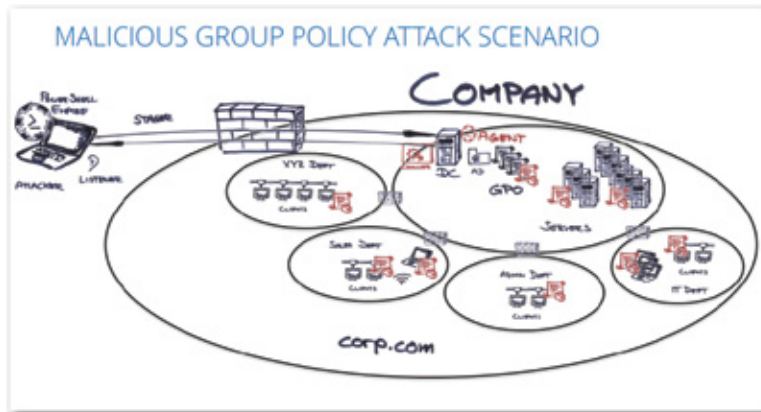 MALICIOUS GROUP POLICY ATTACK SCENARIO
COMPANY
POWERSHELL
EMPIRE
STAGER
AGENT
ATTACKER
LISTENER
XYZ DEPT
DC
AD
GPO
CLIENTS
SERVERS
SALES DEPT
CLIENTS
ADMIN DEPT
CLIENTS
CLIENTS
IT DEPT
corp.com